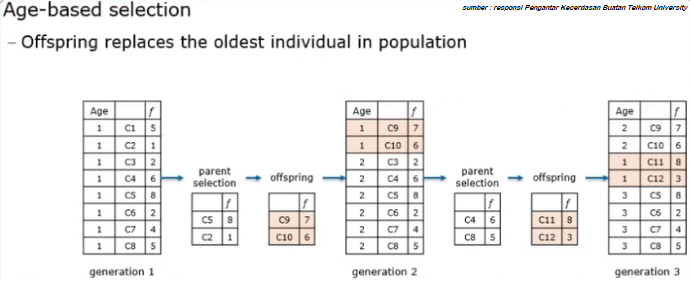 Age-based selection
sumber : responsi Pengantar Kecerdasan Buatan Telkom University
– Offspring replaces the oldest individual in population
Age f
1 C1 5
1 C2 1
1 C3 2
1 C4 6
1 C5 8
1 C6 2
1 C7 4
1 C8 5
generation 1
parent
selection
f
C5 8
C2 1
offspring
f
C9 7
C10 6
Age f
1 C9 7
1 C10 6
2 C3 2
2 C4 6
2 C5 8
2 C6 2
2 C7 4
2 C8 5
generation 2
parent
selection
f
C4 6
C8 5
offspring
f
C11 8
C12 3
Age f
2 C9 7
2 C10 6
1 C11 8
1 C12 3
3 C5 8
3 C6 2
3 C7 4
3 C8 5
generation 3